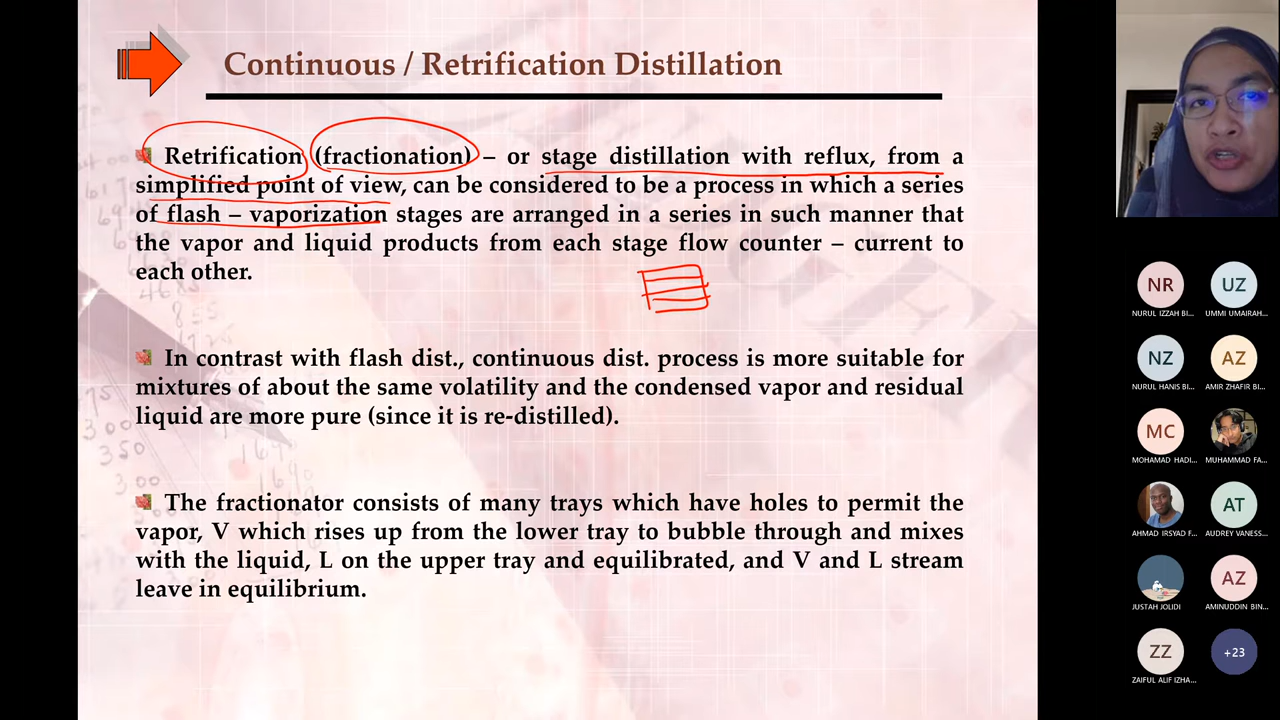 Continuous / Retrification Distillation
Retrification (fractionation) – or stage distillation with reflux, from a
simplified point of view, can be considered to be a process in which a series
of flash – vaporization stages are arranged in a series in such manner that
the vapor and liquid products from each stage flow counter – current to
each other.
In contrast with flash dist., continuous dist. process is more suitable for
mixtures of about the same volatility and the condensed vapor and residual
liquid are more pure (since it is re-distilled).
The fractionator consists of many trays which have holes to permit the
vapor, V which rises up from the lower tray to bubble through and mixes
with the liquid, L on the upper tray and equilibrated, and V and L stream
leave in equilibrium.
NR
UZ
NURUL IZZAH BI...
UMMI UMAIRAH...
NZ
AZ
NURUL HANIS BI...
AMIR ZHAFIR BI...
MC
MOHAMAD HADI...
MUHAMMAD FA...
AT
AHMAD IRSYAD F...
AUDREY VANESS...
AZ
JUSTAH JOLIDI
AMINUDDIN BIN...
ZZ
+23
ZAIFUL ALIF IZHA...